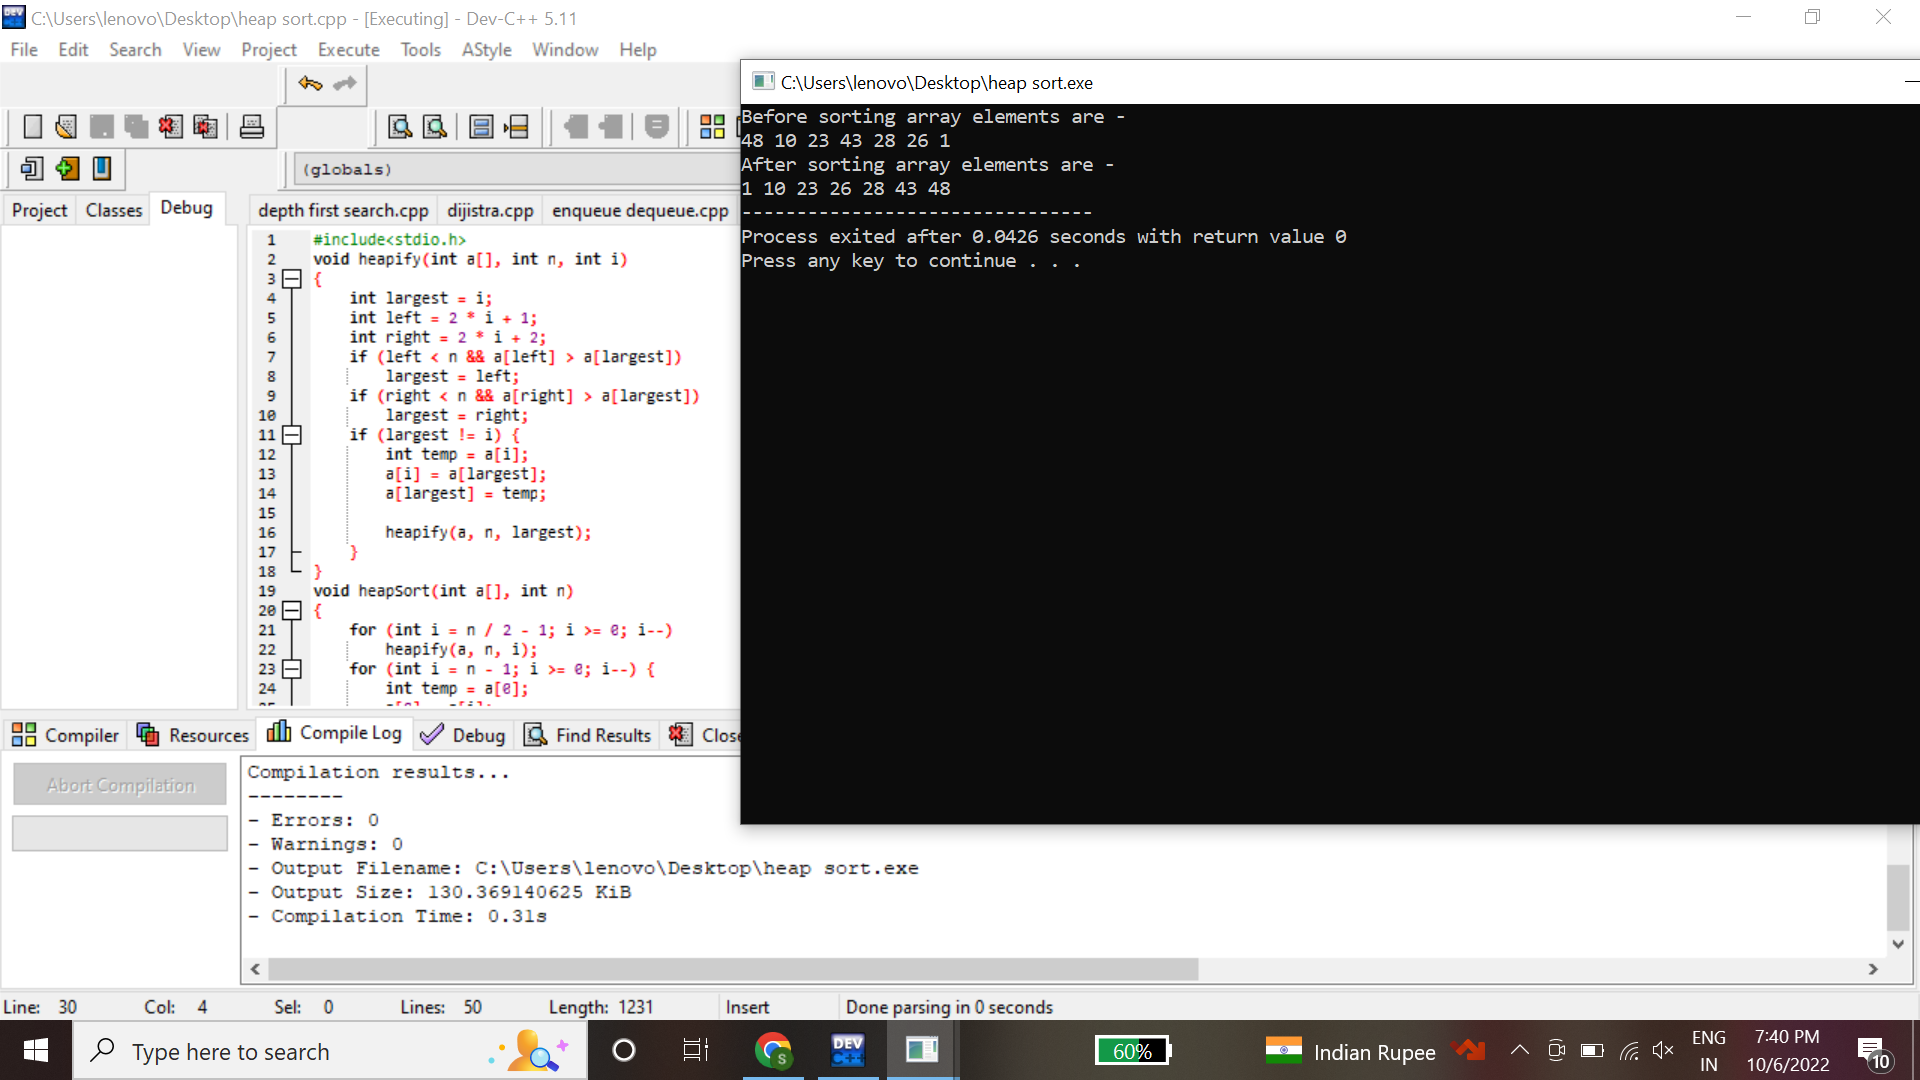 C:\Users\lenovo\Desktop\heap sort.cpp - [Executing] - Dev-C++ 5.11
File Edit Search View Project Execute Tools AStyle Window Help
(globals)
Project Classes Debug
depth first search.cpp dijistra.cpp enqueue dequeue.cpp
1 #include<stdio.h>
2 void heapify(int a[], int n, int i)
3 {
4 int largest = i;
5 int left = 2 * i + 1;
6 int right = 2 * i + 2;
7 if (left < n && a[left] > a[largest])
8 largest = left;
9 if (right < n && a[right] > a[largest])
10 largest = right;
11 if (largest != i) {
12 int temp = a[i];
13 a[i] = a[largest];
14 a[largest] = temp;
15
16 heapify(a, n, largest);
17 }
18 }
19 void heapSort(int a[], int n)
20 {
21 for (int i = n / 2 - 1; i >= 0; i--)
22 heapify(a, n, i);
23 for (int i = n - 1; i >= 0; i--) {
24 int temp = a[0];
C:\Users\lenovo\Desktop\heap sort.exe
Before sorting array elements are -
48 10 23 43 28 26 1
After sorting array elements are -
1 10 23 26 28 43 48
--------------------------------
Process exited after 0.0426 seconds with return value 0
Press any key to continue . . .
Compiler Resources Compile Log Debug Find Results Close
Abort Compilation
Compilation results...
--------
- Errors: 0
- Warnings: 0
- Output Filename: C:\Users\lenovo\Desktop\heap sort.exe
- Output Size: 130.369140625 KiB
- Compilation Time: 0.31s
Line: 30 Col: 4 Sel: 0 Lines: 50 Length: 1231 Insert Done parsing in 0 seconds
Type here to search
S
DEV
C++
60%
Indian Rupee
ENG
IN
7:40 PM
10/6/2022
10